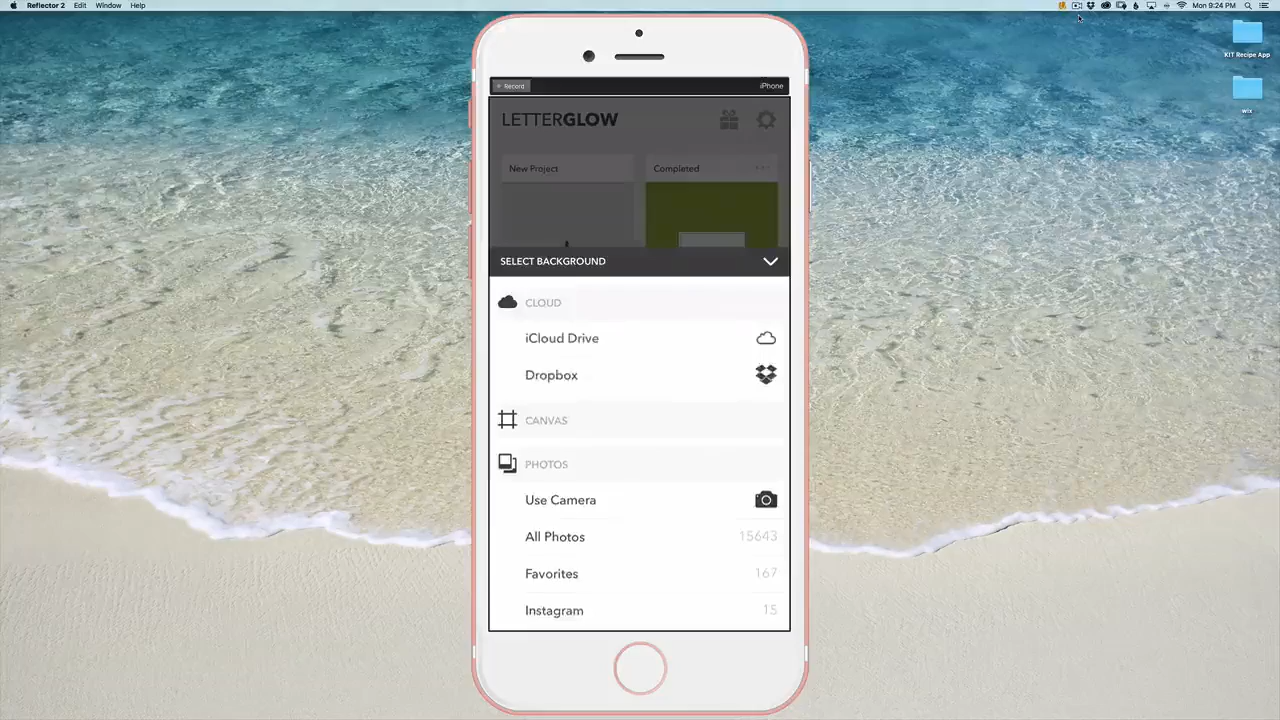 Reflector 2 Edit Window Help Mon 9:24 PM
KIT Recipe App
wix
Record iPhone
LETTERGLOW
New Project Completed
SELECT BACKGROUND
CLOUD
iCloud Drive
Dropbox
CANVAS
PHOTOS
Use Camera
All Photos 15643
Favorites 167
Instagram 15